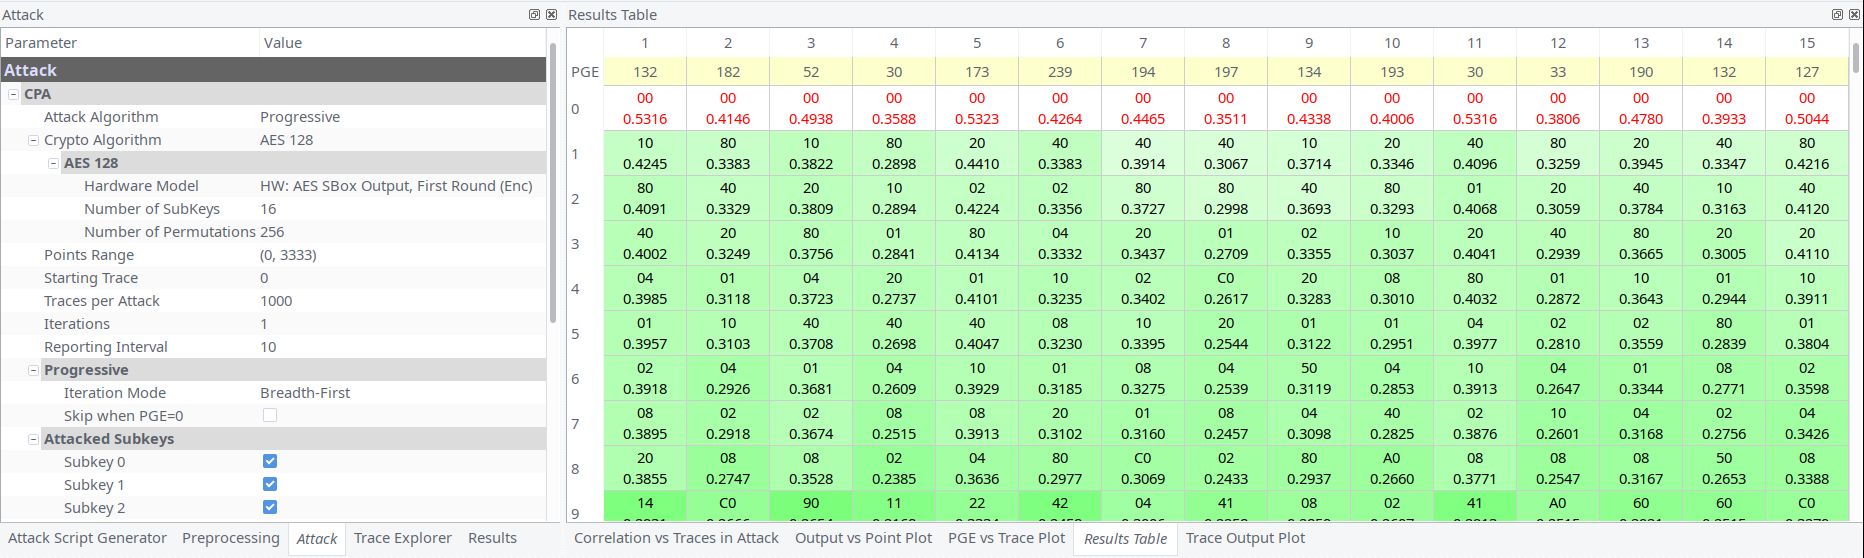 Attack
Parameter Value
Attack
CPA
Attack Algorithm Progressive
Crypto Algorithm AES 128
AES 128
Hardware Model HW: AES SBox Output, First Round (Enc)
Number of SubKeys 16
Number of Permutations 256
Points Range (0, 3333)
Starting Trace 0
Traces per Attack 1000
Iterations 1
Reporting Interval 10
Progressive
Iteration Mode Breadth-First
Skip when PGE=0
Attacked Subkeys
Subkey 0
Subkey 1
Subkey 2
Attack Script Generator Preprocessing Attack Trace Explorer Results
Results Table
1 2 3 4 5 6 7 8 9 10 11 12 13 14 15
PGE 132 182 52 30 173 239 194 197 134 193 30 33 190 132 127
0
00 00 00 00 00 00 00 00 00 00 00 00 00 00 00
0.5316 0.4146 0.4938 0.3588 0.5323 0.4264 0.4465 0.3511 0.4338 0.4006 0.5316 0.3806 0.4780 0.3933 0.5044
1
10 80 10 80 20 40 40 40 10 20 40 80 20 40 80
0.4245 0.3383 0.3822 0.2898 0.4410 0.3383 0.3914 0.3067 0.3714 0.3346 0.4096 0.3259 0.3945 0.3347 0.4216
2
80 40 20 10 02 02 80 80 40 80 01 20 40 10 40
0.4091 0.3329 0.3809 0.2894 0.4224 0.3356 0.3727 0.2998 0.3693 0.3293 0.4068 0.3059 0.3784 0.3163 0.4120
3
40 20 80 01 80 04 20 01 02 10 20 40 80 20 20
0.4002 0.3249 0.3756 0.2841 0.4134 0.3332 0.3437 0.2709 0.3355 0.3037 0.4041 0.2939 0.3665 0.3005 0.4110
4
04 01 04 20 01 10 02 C0 20 08 80 01 10 01 10
0.3985 0.3118 0.3723 0.2737 0.4101 0.3235 0.3402 0.2617 0.3283 0.3010 0.4032 0.2872 0.3643 0.2944 0.3911
5
01 10 40 40 40 08 10 20 01 01 04 02 02 80 01
0.3957 0.3103 0.3708 0.2698 0.4047 0.3230 0.3395 0.2544 0.3122 0.2951 0.3977 0.2810 0.3559 0.2839 0.3804
6
02 04 01 04 10 01 08 04 50 04 10 04 01 08 02
0.3918 0.2926 0.3681 0.2609 0.3929 0.3185 0.3275 0.2539 0.3119 0.2853 0.3913 0.2647 0.3344 0.2771 0.3598
7
08 02 02 08 08 20 01 08 04 40 02 10 04 02 04
0.3895 0.2918 0.3674 0.2515 0.3913 0.3102 0.3160 0.2457 0.3098 0.2825 0.3876 0.2601 0.3168 0.2756 0.3426
8
20 08 08 02 04 80 C0 02 80 A0 08 08 08 50 08
0.3855 0.2747 0.3528 0.2385 0.3636 0.2977 0.3069 0.2433 0.2937 0.2660 0.3771 0.2547 0.3167 0.2653 0.3388
9
14 C0 90 11 22 42 04 41 08 02 41 A0 60 60 C0
Correlation vs Traces in Attack Output vs Point Plot PGE vs Trace Plot Results Table Trace Output Plot